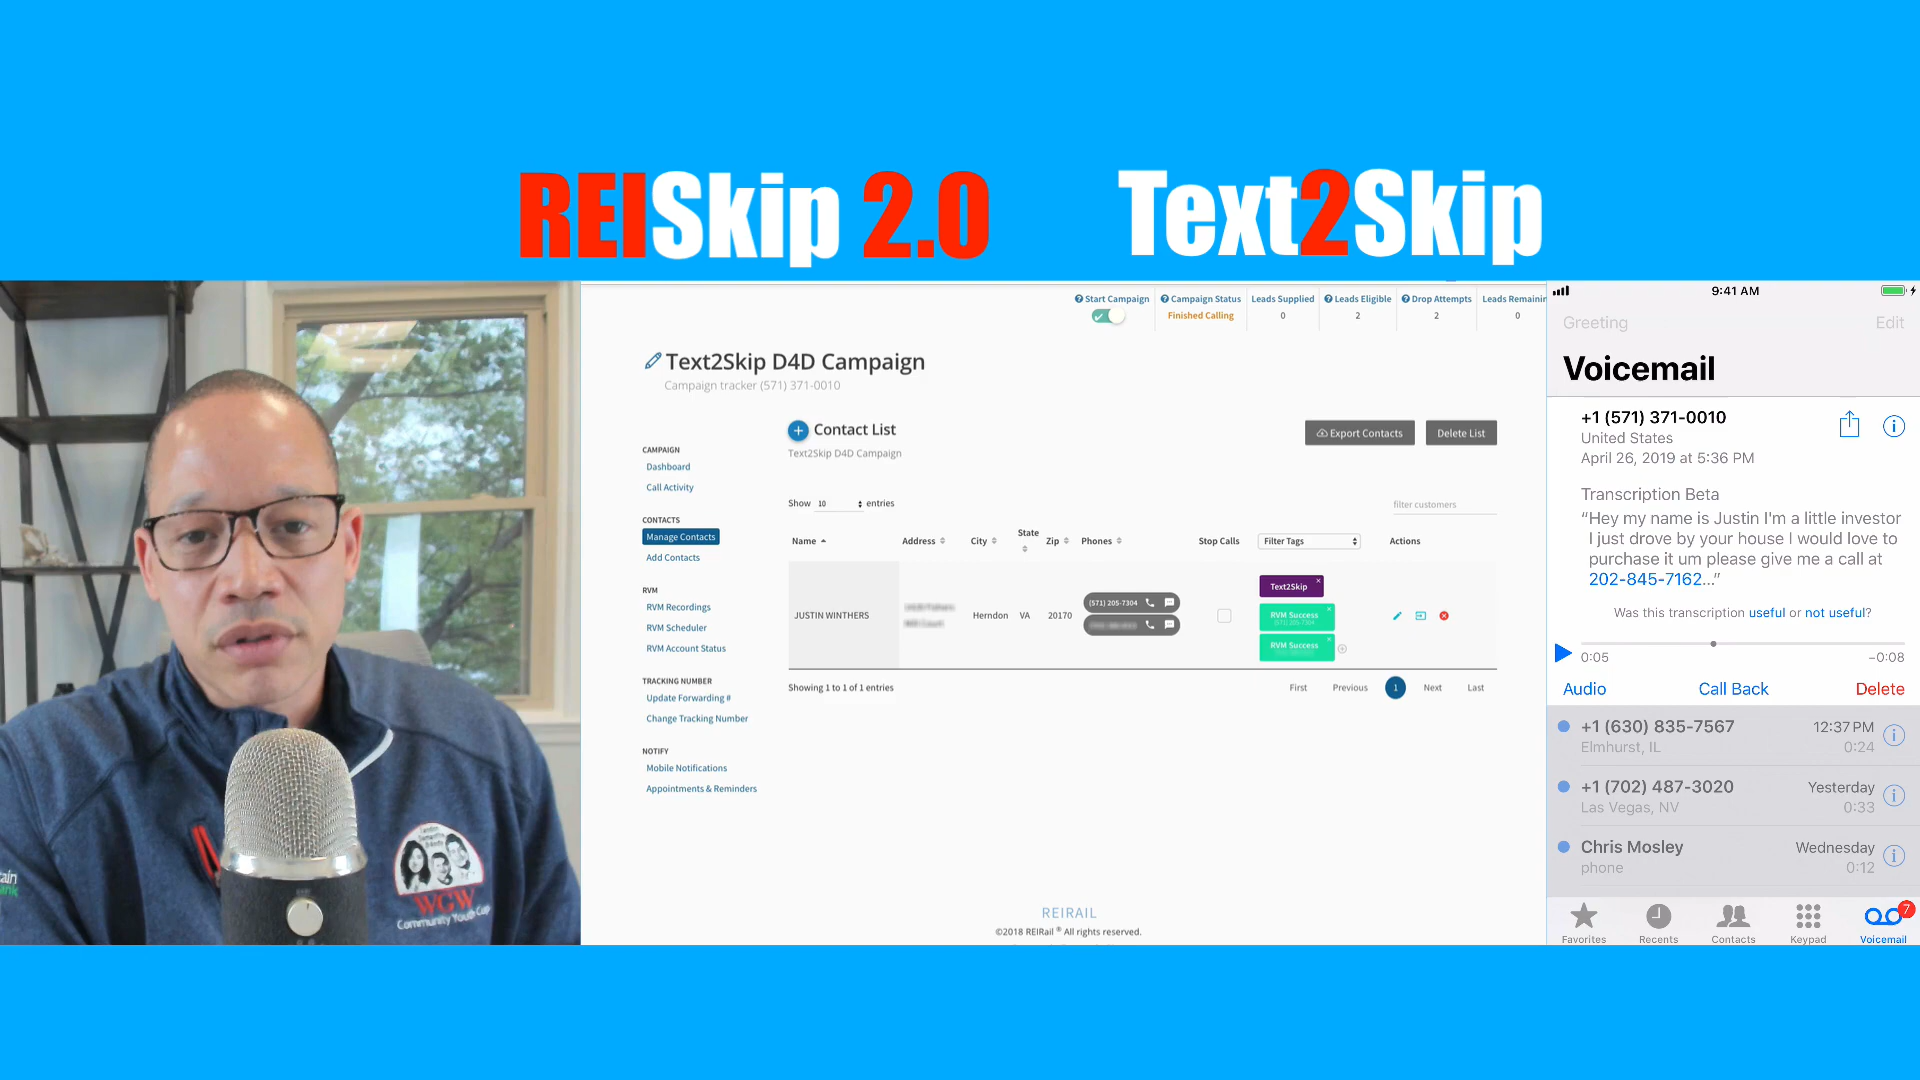 REISkip 2.0
Text2Skip
Start Campaign
Campaign Status
Leads Supplied
Leads Eligible
Drop Attempts
Leads Remainin
Finished Calling
0
2
2
0
Text2Skip D4D Campaign
Campaign tracker (571) 371-0010
CAMPAIGN
Dashboard
Call Activity
CONTACTS
Manage Contacts
Add Contacts
RVM
RVM Recordings
RVM Scheduler
RVM Account Status
TRACKING NUMBER
Update Forwarding #
Change Tracking Number
NOTIFY
Mobile Notifications
Appointments & Reminders
Contact List
Text2Skip D4D Campaign
Export Contacts
Delete List
Show 10 entries
filter customers
Name
Address
City
State
Zip
Phones
Stop Calls
Filter Tags
Actions
JUSTIN WINTHERS
Herndon
VA
20170
(571) 205-7304
Text2Skip
RVM Success
(571) 205-7304
RVM Success
Showing 1 to 1 of 1 entries
First
Previous
1
Next
Last
REIRAIL
©2018 REIRail ® All rights reserved.
9:41 AM
Greeting
Edit
Voicemail
+1 (571) 371-0010
United States
April 26, 2019 at 5:36 PM
Transcription Beta
“Hey my name is Justin I'm a little investor
I just drove by your house I would love to
purchase it um please give me a call at
202-845-7162...”
Was this transcription useful or not useful?
0:05
−0:08
Audio
Call Back
Delete
+1 (630) 835-7567
12:37 PM
Elmhurst, IL
0:24
+1 (702) 487-3020
Yesterday
Las Vegas, NV
0:33
Chris Mosley
Wednesday
phone
0:12
7
Favorites
Recents
Contacts
Keypad
Voicemail
WGW
Community Youth Cup